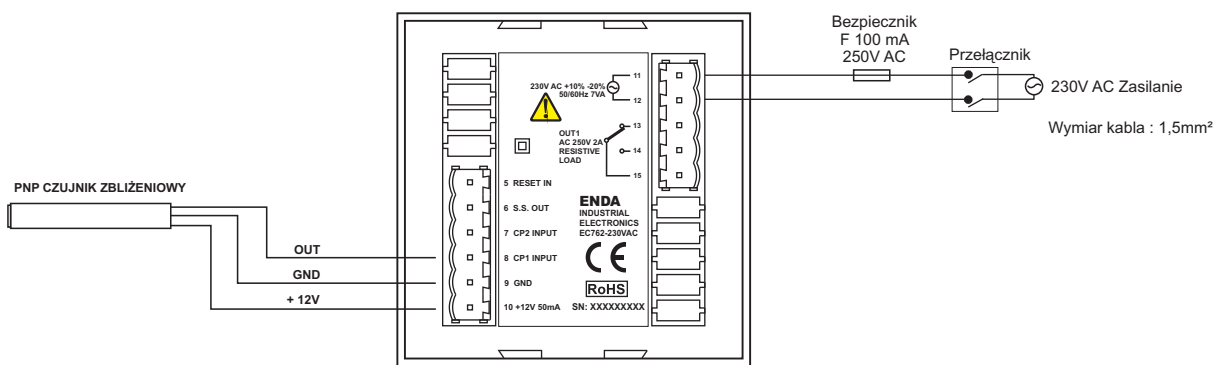 PNP CZUJNIK ZBLIŻENIOWY
OUT
GND
+ 12V
230V AC +10% -20%
50/60Hz 7VA
OUT1
AC 250V 2A
RESISTIVE
LOAD
11
12
13
14
15
5 RESET IN
6 S.S. OUT
7 CP2 INPUT
8 CP1 INPUT
9 GND
10 +12V 50mA
ENDA
INDUSTRIAL
ELECTRONICS
EC762-230VAC
CE
RoHS
SN: XXXXXXXXX
Bezpiecznik
F 100 mA
250V AC
Przełącznik
230V AC Zasilanie
Wymiar kabla : 1,5mm²